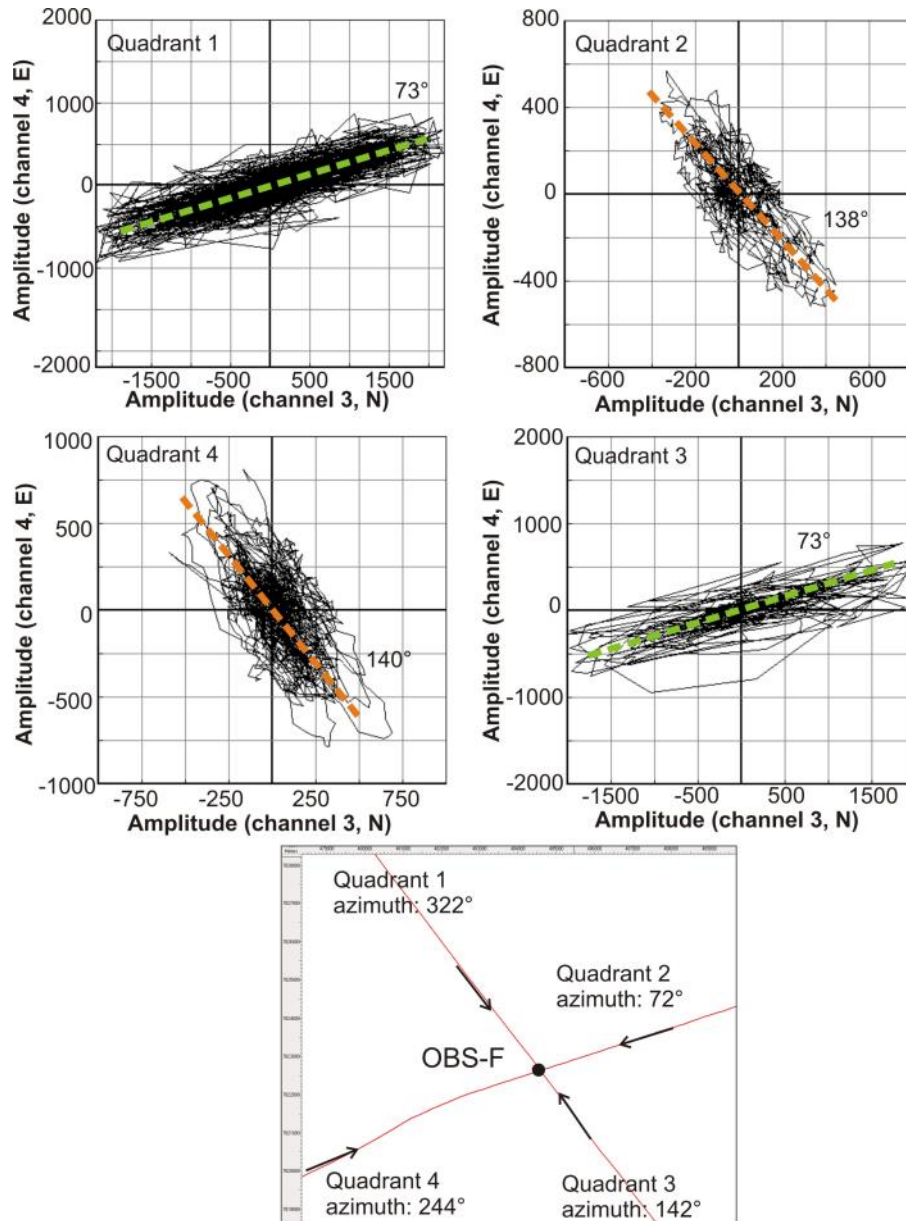 Quadrant 1
73°
2000
1000
0
-1000
-2000
-1500 -500 500 1500
Amplitude (channel 4, E)
Amplitude (channel 3, N)
Quadrant 2
138°
800
400
0
-400
-800
-600 -200 200 600
Amplitude (channel 4, E)
Amplitude (channel 3, N)
Quadrant 4
140°
1000
500
0
-500
-1000
-750 -250 250 750
Amplitude (channel 4, E)
Amplitude (channel 3, N)
Quadrant 3
73°
2000
1000
0
-1000
-2000
-1500 -500 500 1500
Amplitude (channel 4, E)
Amplitude (channel 3, N)
Quadrant 1
azimuth: 322°
Quadrant 2
azimuth: 72°
OBS-F
Quadrant 4
azimuth: 244°
Quadrant 3
azimuth: 142°